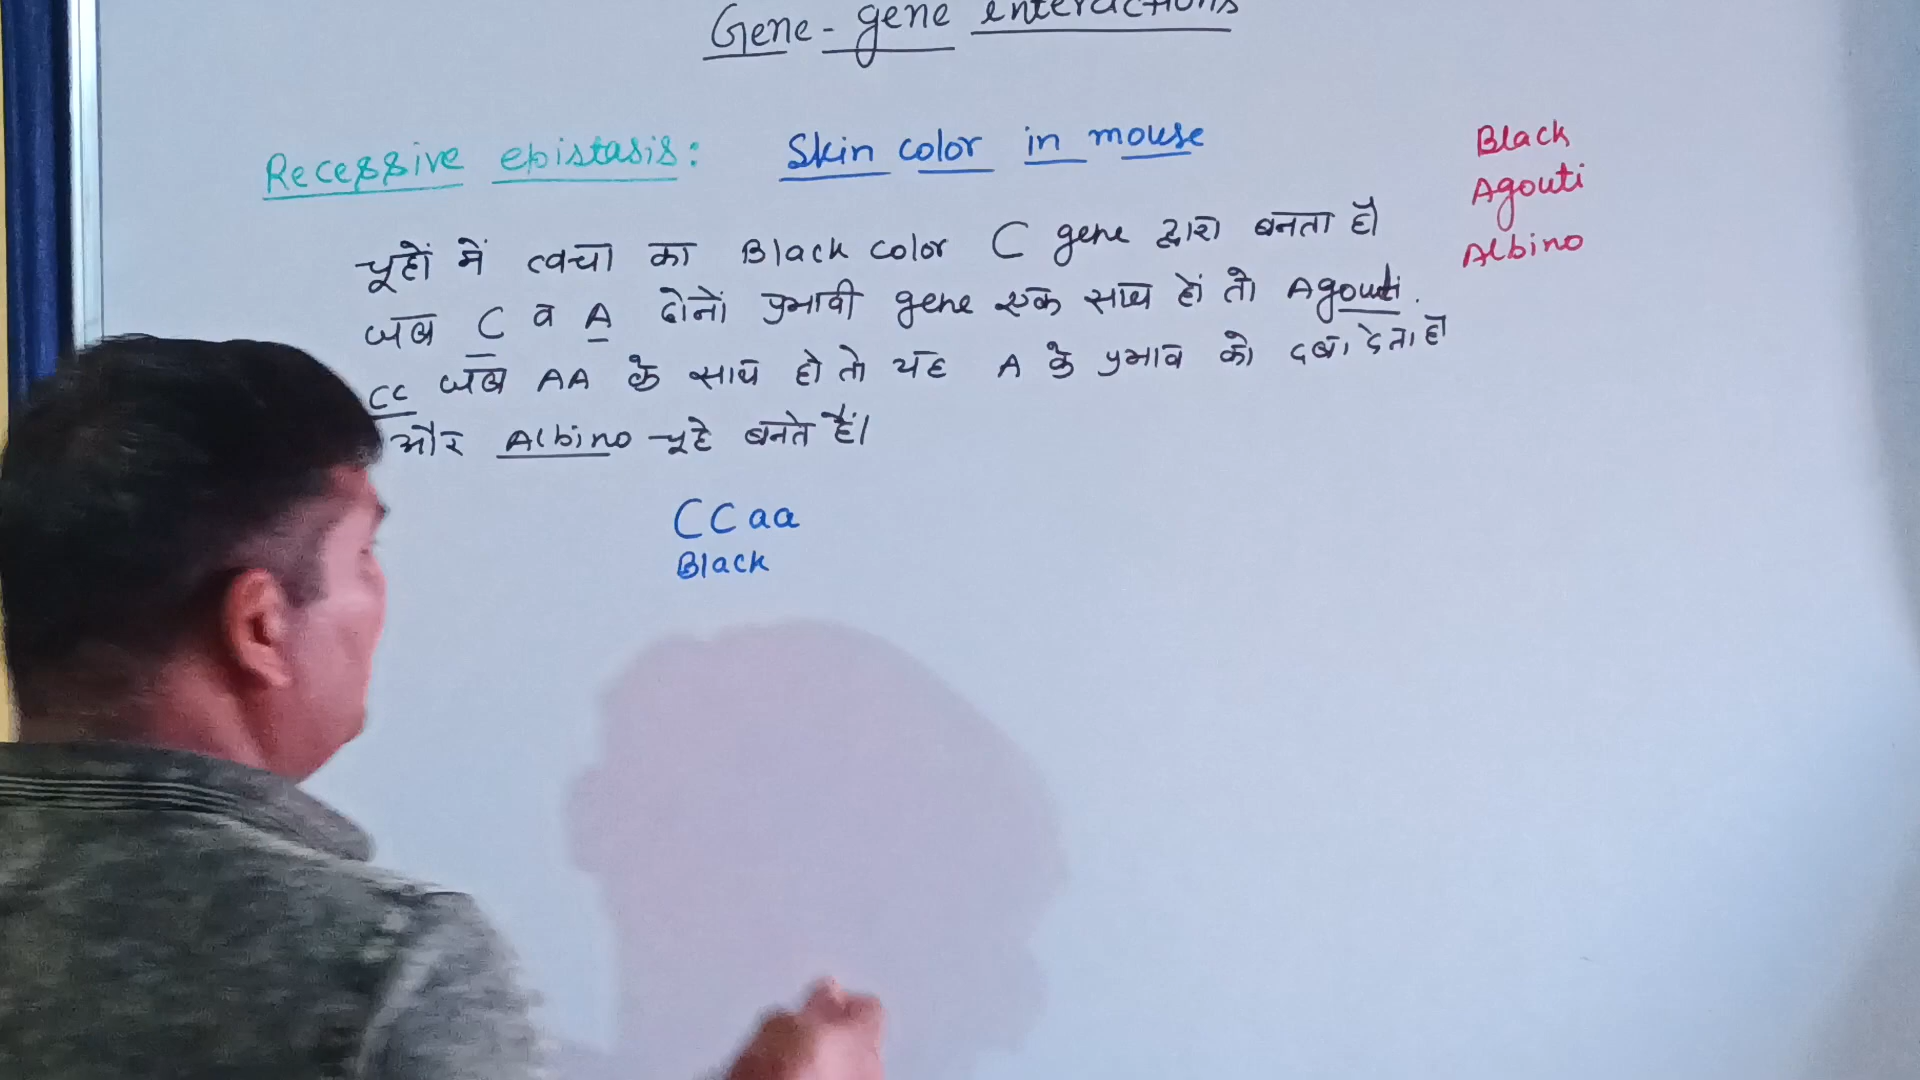 Gene-gene interactions
Recessive epistasis: Skin color in mouse
Black
Agouti
Albino
चूहों में त्वचा का Black color C gene द्वारा बनता है।
जब C व A दोनों प्रभावी gene एक साथ हों तो Agouti.
cc जब AA के साथ हो तो यह A के प्रभाव को दबा देता है
और Albino चूहे बनते हैं।
CCaa
Black